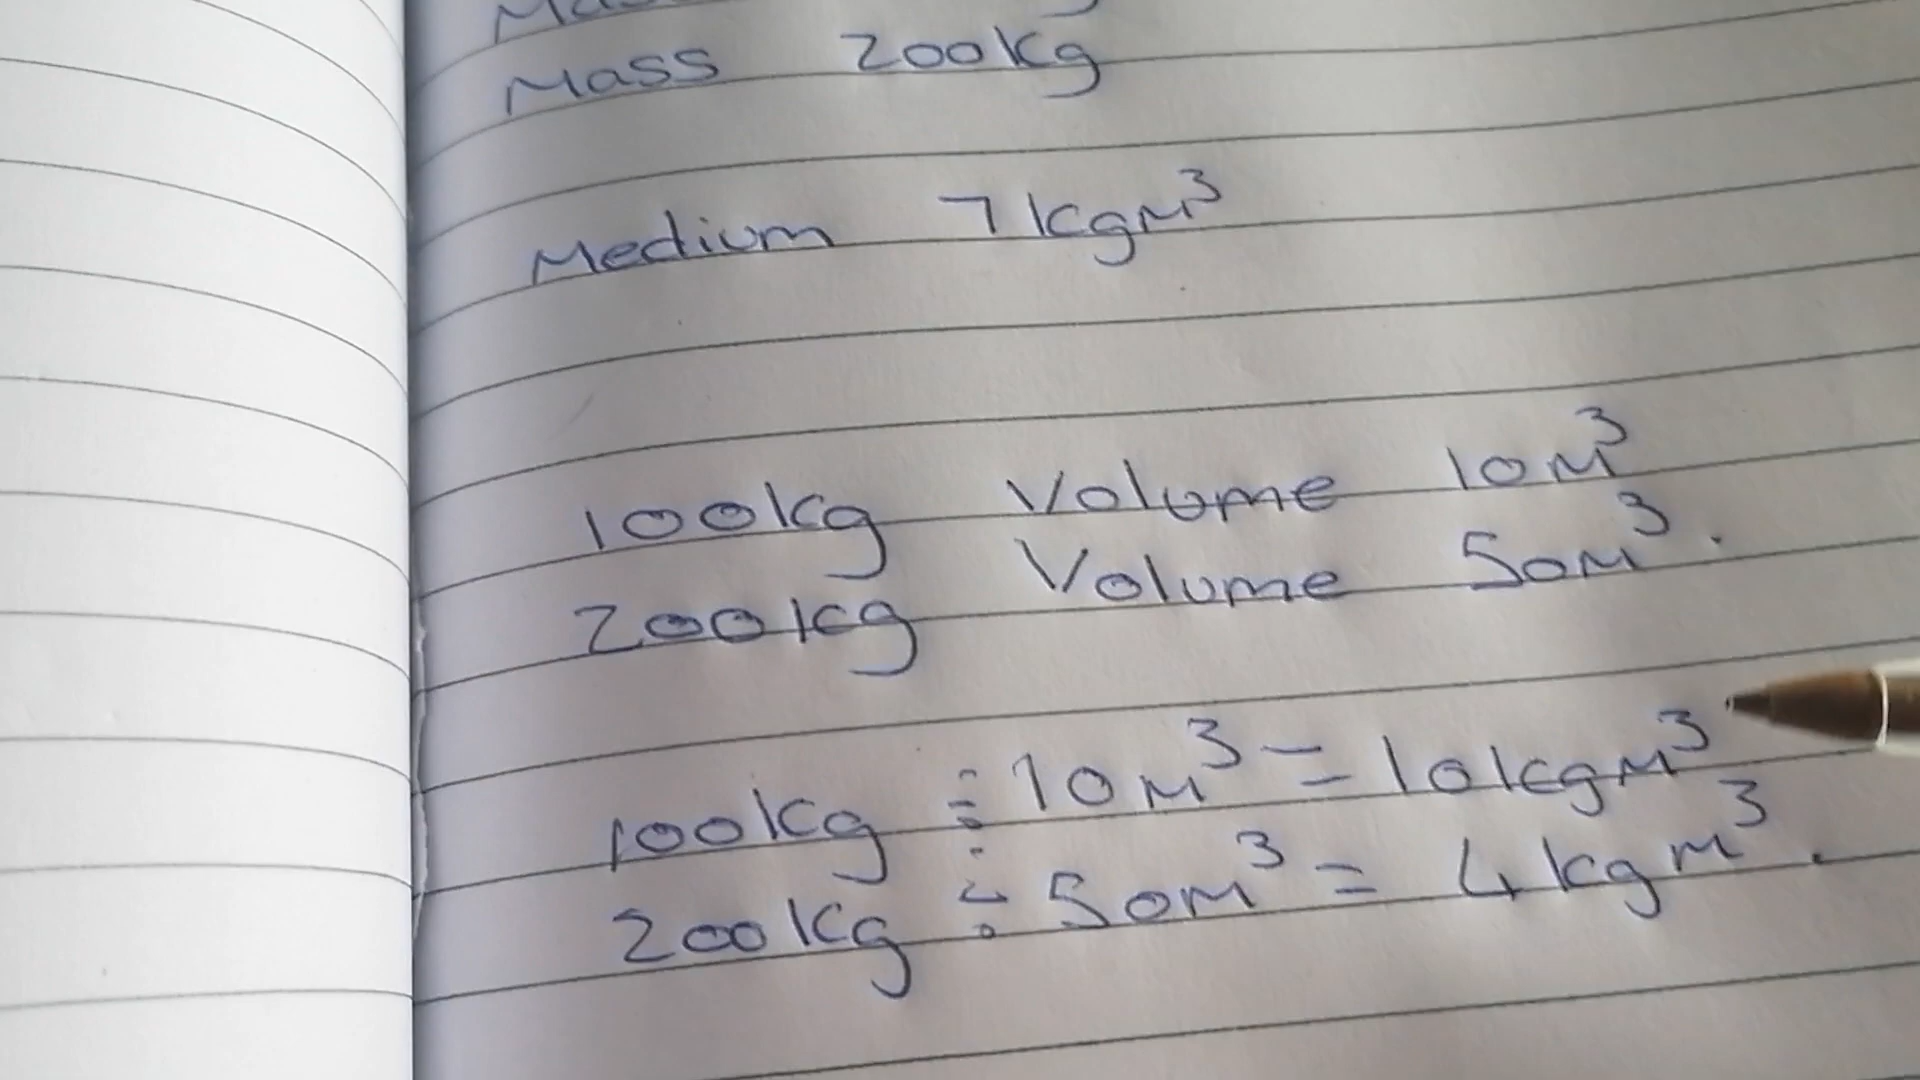 Mass 200kg
Medium 7kgm³
100kg Volume 10m³
200kg Volume 50m³.
100kg ÷ 10m³ = 10kgm³
200kg ÷ 50m³ = 4kgm³.